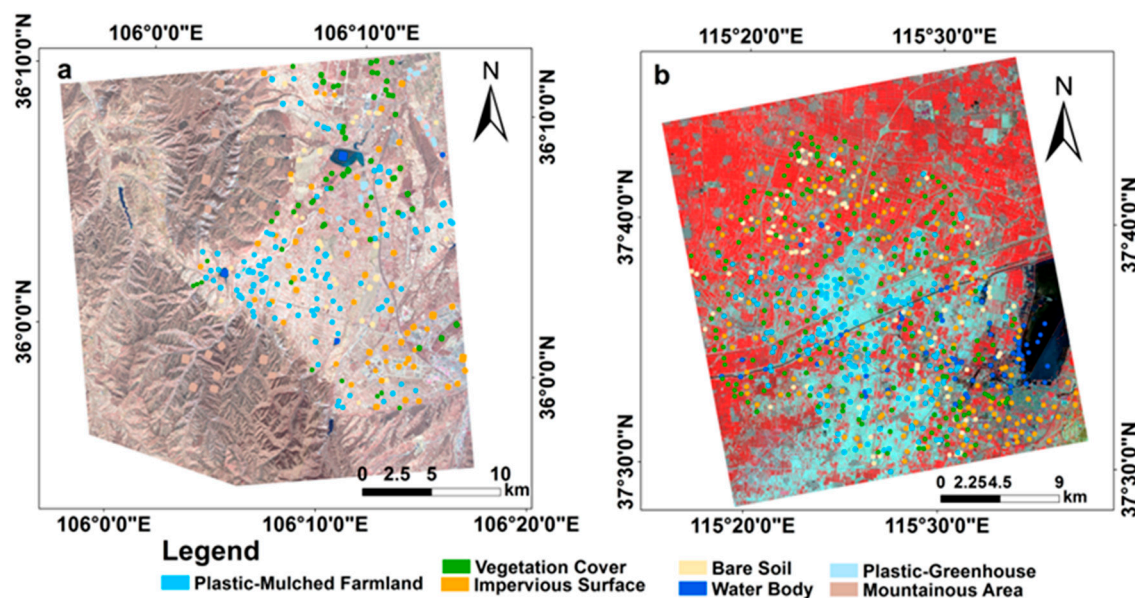 106°0'0"E
106°10'0"E
a
N
36°10'0"N
36°10'0"N
36°0'0"N
36°0'0"N
0 2.5 5 10
km
106°0'0"E
106°10'0"E
106°20'0"E
115°20'0"E
115°30'0"E
b
N
37°40'0"N
37°40'0"N
37°30'0"N
37°30'0"N
0 2.25 4.5 9
km
115°20'0"E
115°30'0"E
Legend
Plastic-Mulched Farmland
Vegetation Cover
Impervious Surface
Bare Soil
Water Body
Plastic-Greenhouse
Mountainous Area